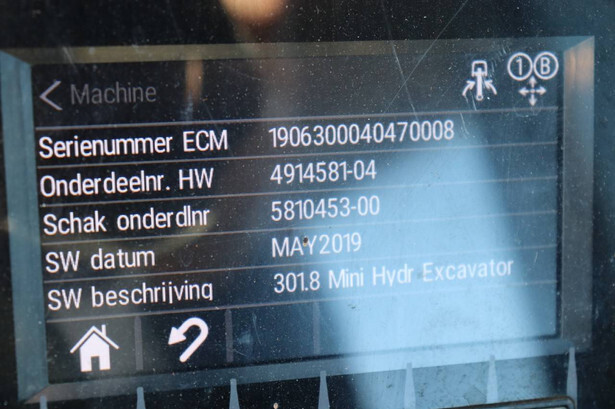 Machine
1 B
Serienummer ECM 1906300040470008
Onderdeelnr. HW 4914581-04
Schak onderdlnr 5810453-00
SW datum MAY2019
SW beschrijving 301.8 Mini Hydr Excavator